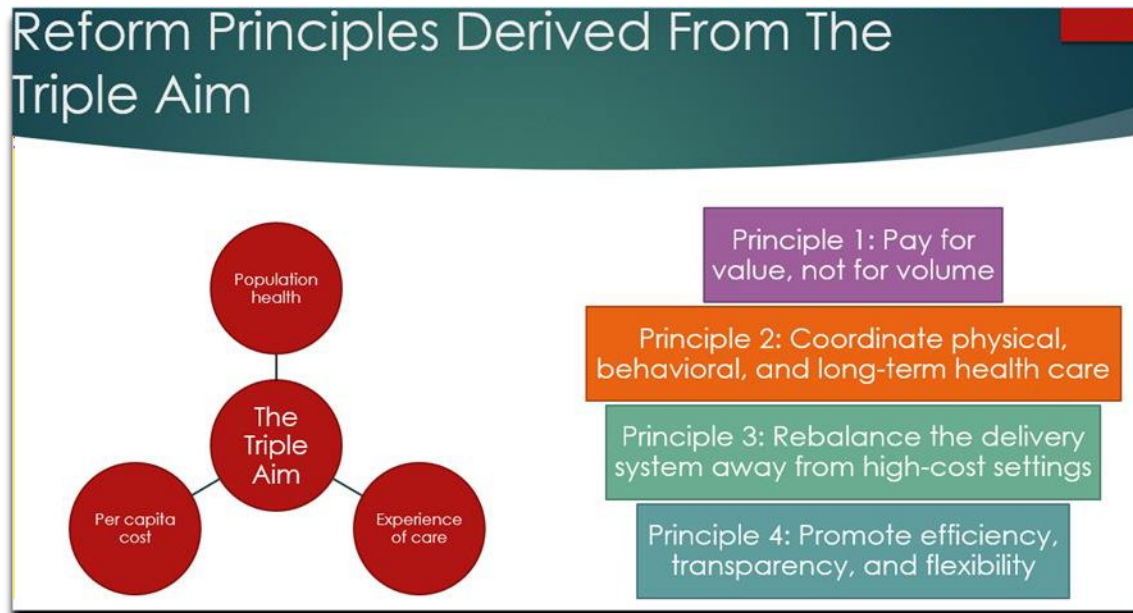 Reform Principles Derived From The
Triple Aim
Population
health
The
Triple
Aim
Per capita
cost
Experience
of care
Principle 1: Pay for
value, not for volume
Principle 2: Coordinate physical,
behavioral, and long-term health care
Principle 3: Rebalance the delivery
system away from high-cost settings
Principle 4: Promote efficiency,
transparency, and flexibility